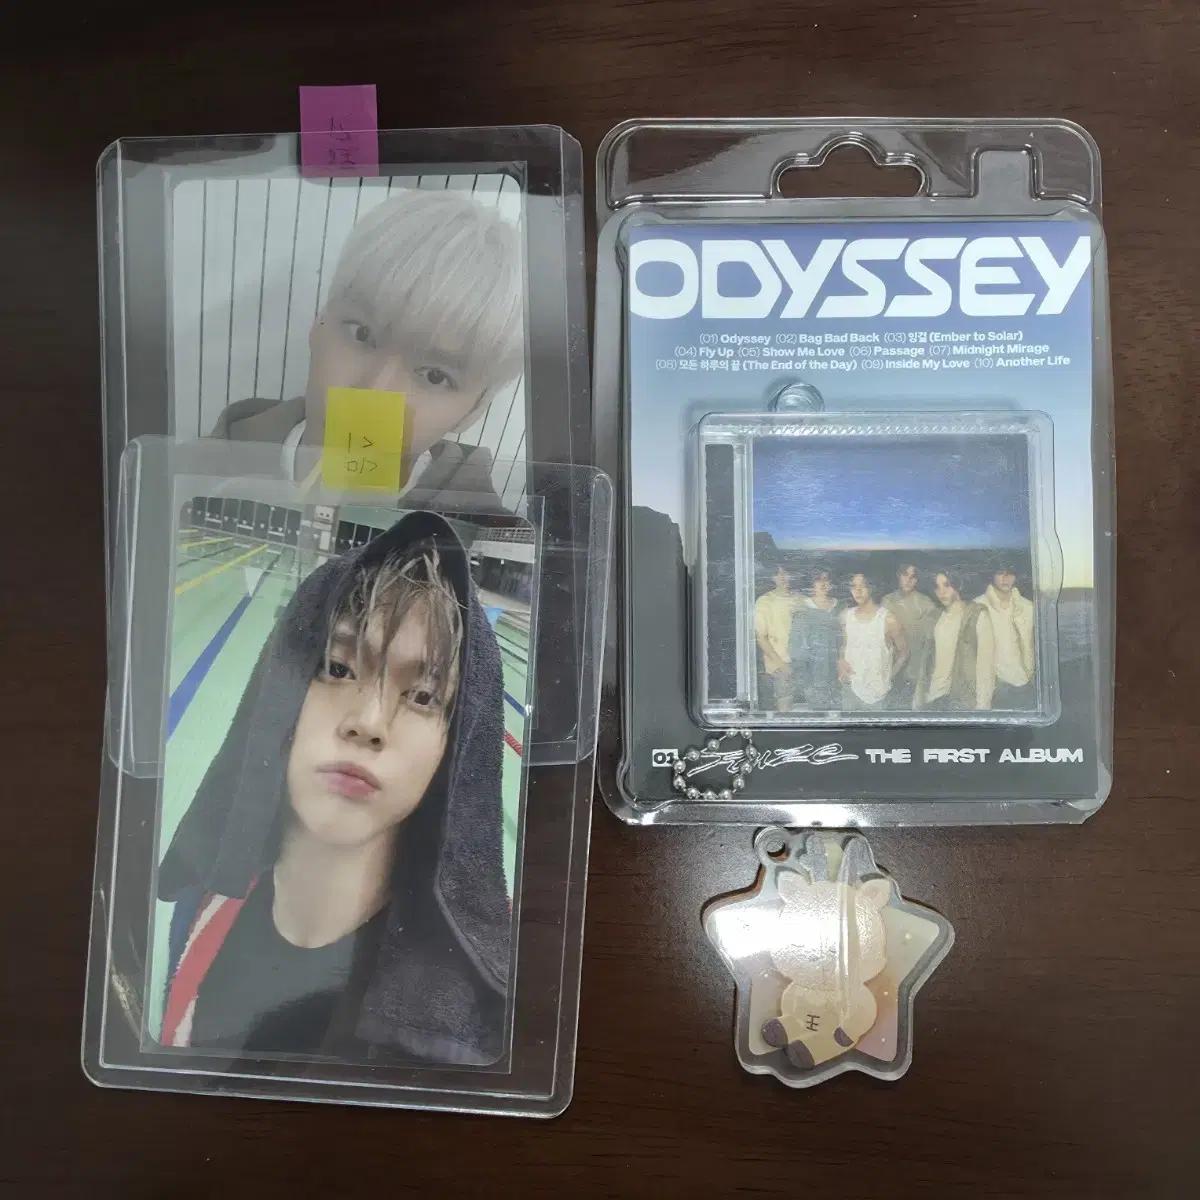 ODYSSEY
(01) Odyssey (02) Bag Bad Back (03) 잉걸 (Ember to Solar)
(04) Fly Up (05) Show Me Love (06) Passage (07) Midnight Mirage
(08) 모든 하루의 끝 (The End of the Day) (09) Inside My Love (10) Another Life
01 RIIZE THE FIRST ALBUM